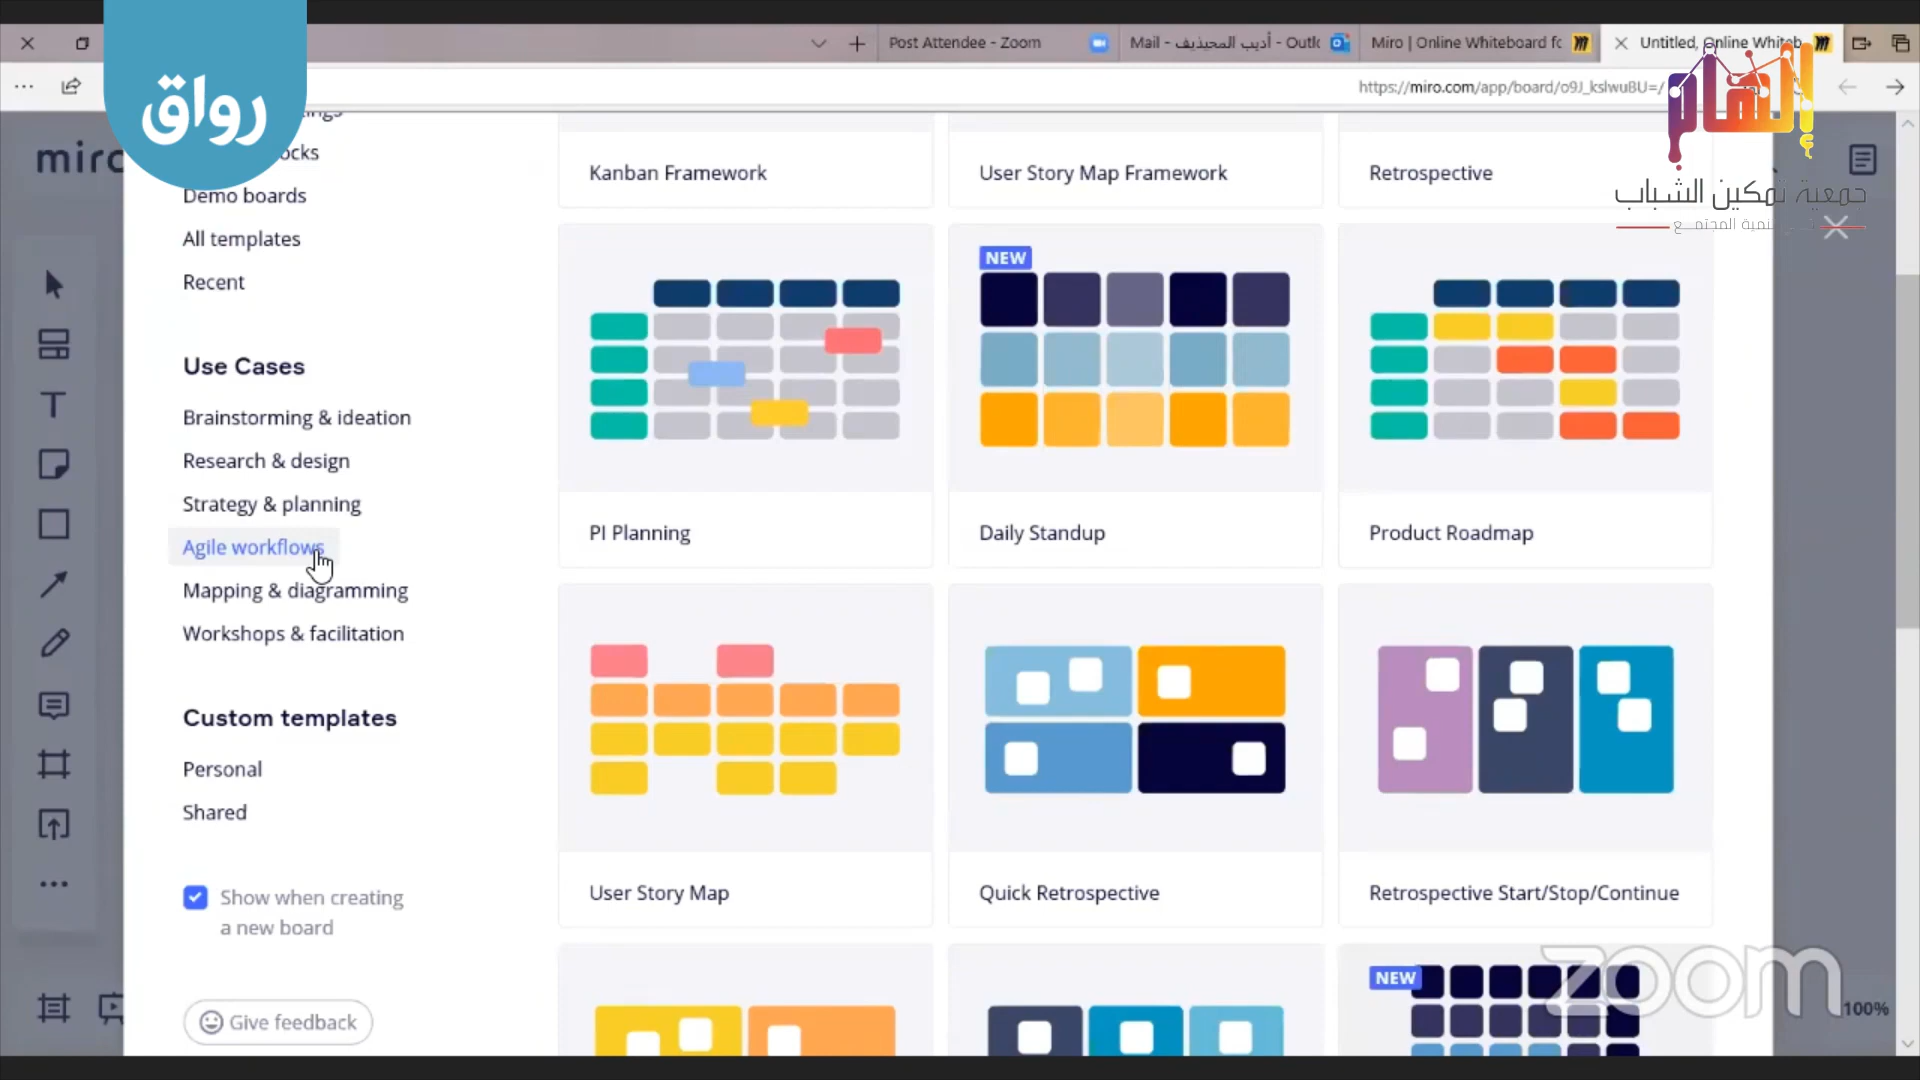 Post Attendee - Zoom
Mail - أديب المحيذيف - Outlo
Miro | Online Whiteboard fo
Untitled, Online Whiteb
https://miro.com/app/board/o9J_kslwuBU=/
رواق
إلهام
جمعية تمكين الشباب
miro
Demo boards
All templates
Recent
Use Cases
Brainstorming & ideation
Research & design
Strategy & planning
Agile workflows
Mapping & diagramming
Workshops & facilitation
Custom templates
Personal
Shared
Show when creating
a new board
Give feedback
Kanban Framework
User Story Map Framework
Retrospective
NEW
PI Planning
Daily Standup
Product Roadmap
User Story Map
Quick Retrospective
Retrospective Start/Stop/Continue
NEW
zoom
100%